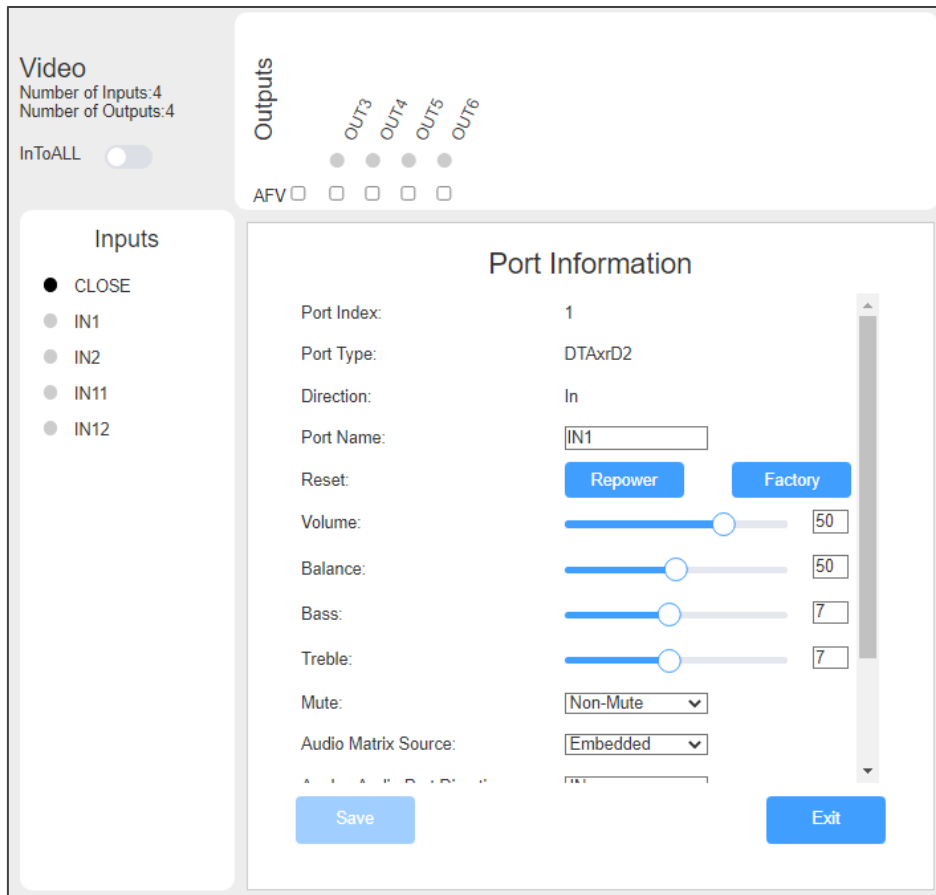 Video
Number of Inputs:4
Number of Outputs:4
InToALL
Outputs
OUT3 OUT4 OUT5 OUT6
AFV
Inputs
CLOSE
IN1
IN2
IN11
IN12
Port Information
Port Index: 1
Port Type: DTAxrD2
Direction: In
Port Name: IN1
Reset: Repower Factory
Volume: 50
Balance: 50
Bass: 7
Treble: 7
Mute: Non-Mute
Audio Matrix Source: Embedded
Save Exit